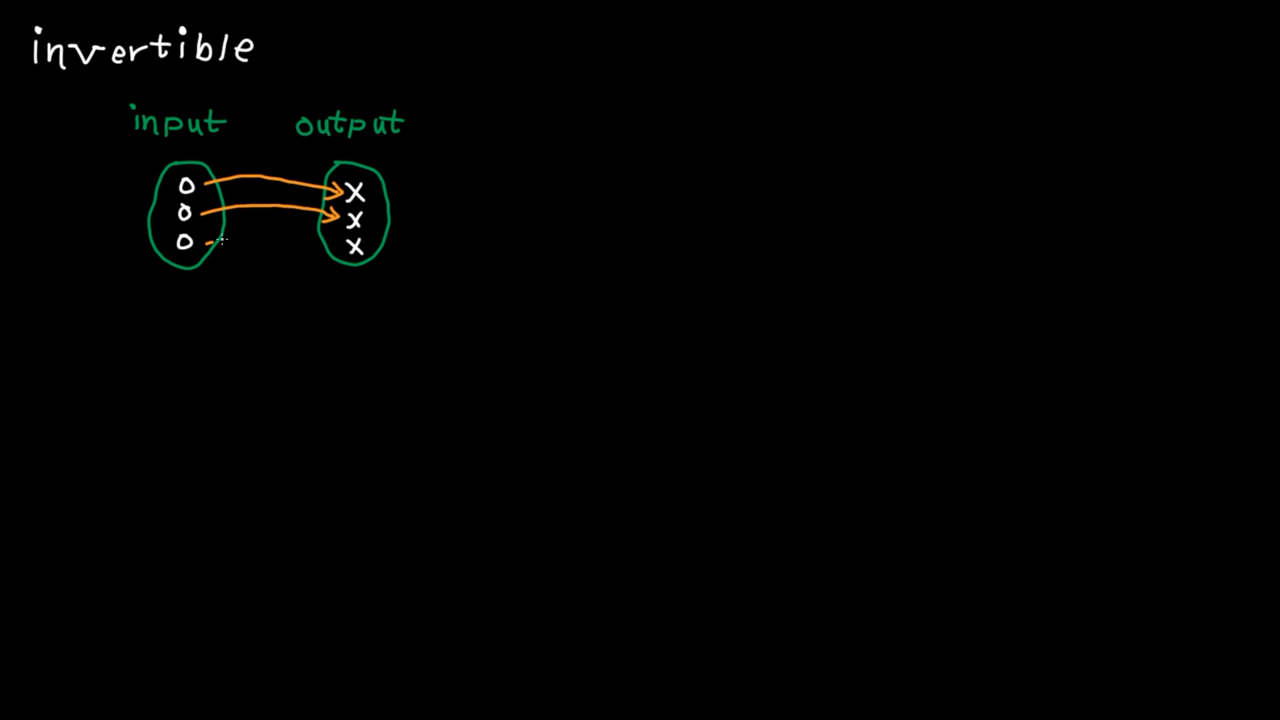 invertible
input output
o x
o x
o x